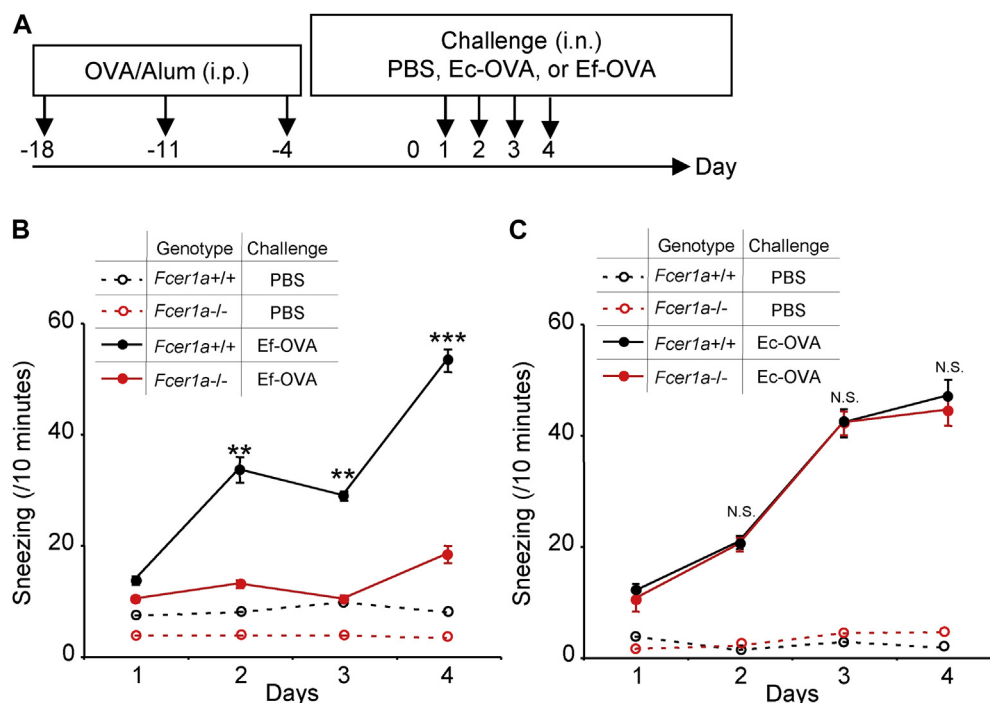 A
OVA/Alum (i.p.)
Challenge (i.n.)
PBS, Ec-OVA, or Ef-OVA
-18 -11 -4 0 1 2 3 4
Day
B
Genotype Challenge
Fcer1a+/+ PBS
Fcer1a-/- PBS
Fcer1a+/+ Ef-OVA
Fcer1a-/- Ef-OVA
Sneezing (/10 minutes)
60
40
20
0
**
**
***
1 2 3 4
Days
C
Genotype Challenge
Fcer1a+/+ PBS
Fcer1a-/- PBS
Fcer1a+/+ Ec-OVA
Fcer1a-/- Ec-OVA
Sneezing (/10 minutes)
60
40
20
0
N.S.
N.S.
N.S.
1 2 3 4
Days